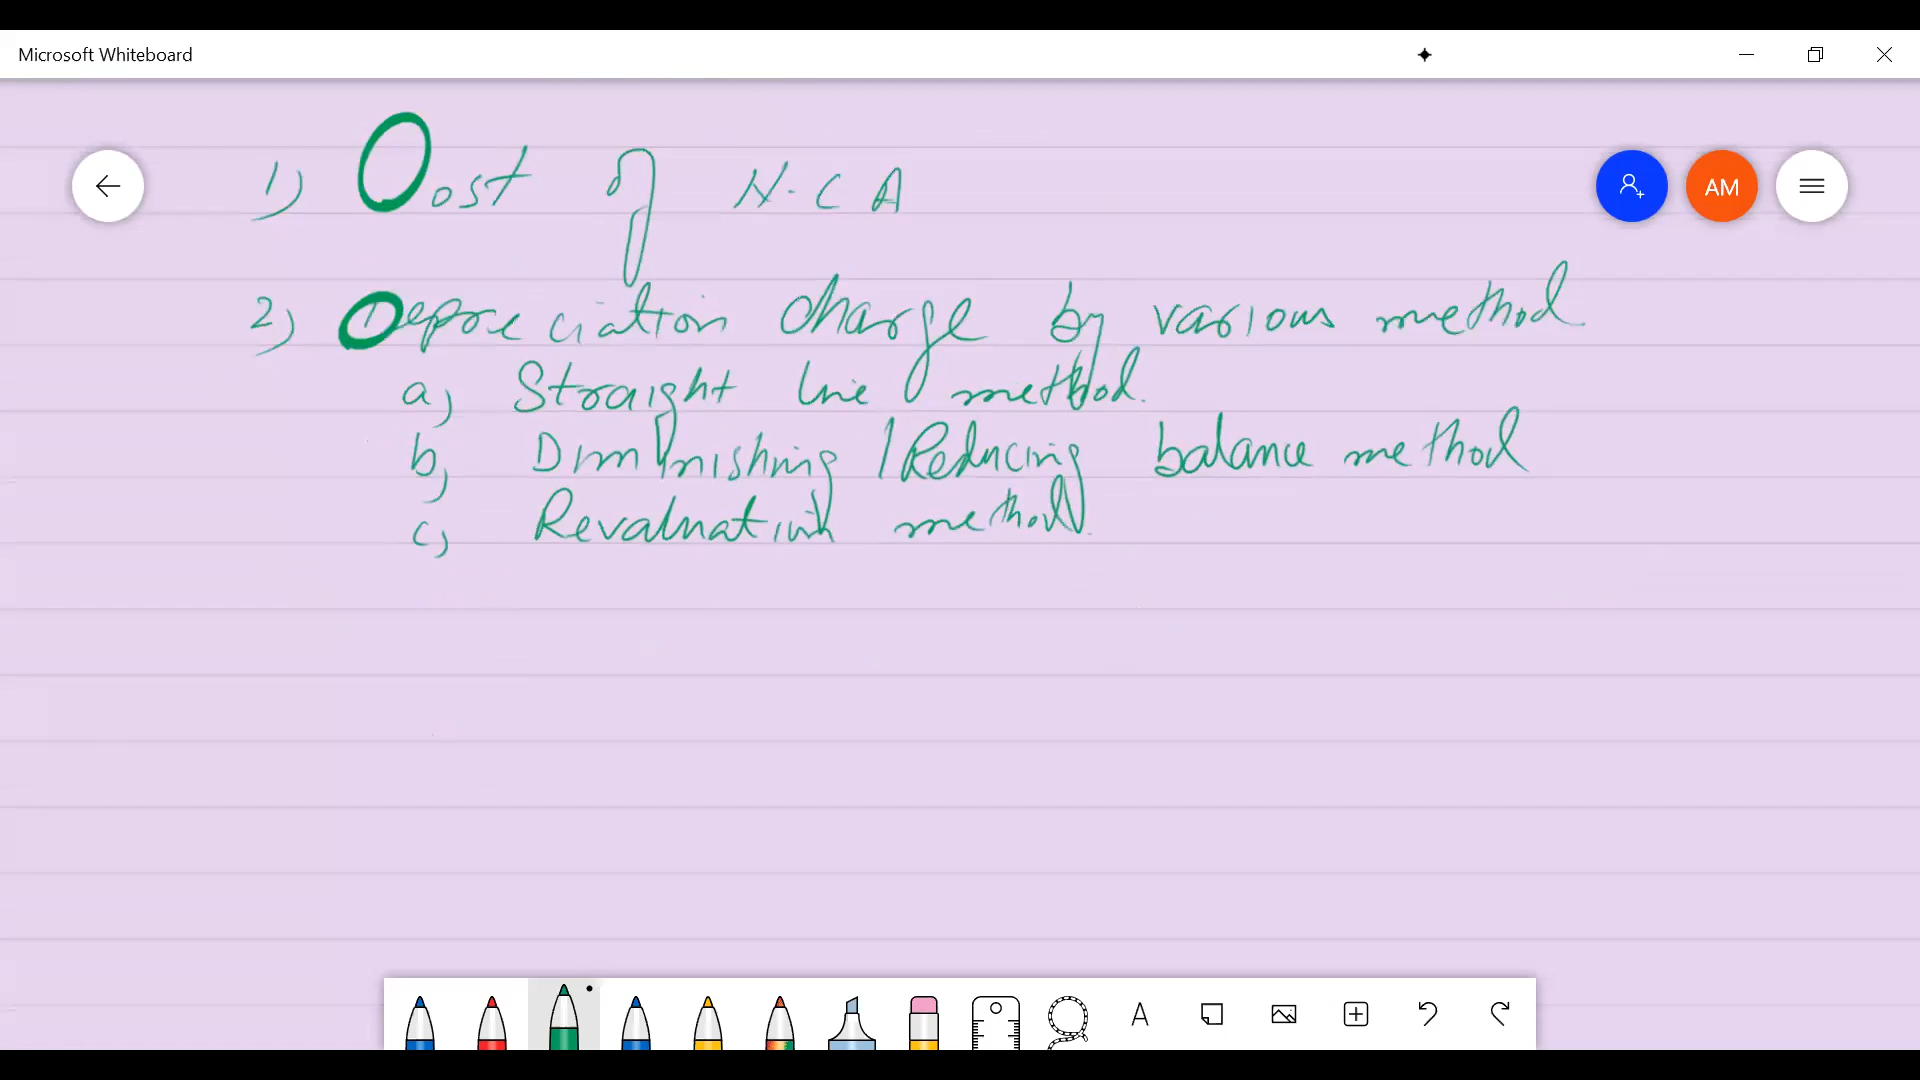 Microsoft Whiteboard
AM
1) Cost of N.C A
2) Depreciation charge by various method
a) Straight line method.
b) Diminishing / Reducing balance method
c) Revaluation method.